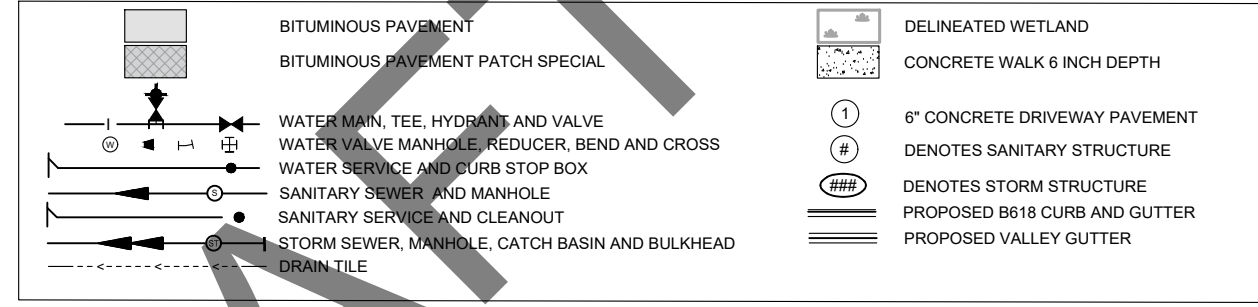 BITUMINOUS PAVEMENT
BITUMINOUS PAVEMENT PATCH SPECIAL
WATER MAIN, TEE, HYDRANT AND VALVE
W WATER VALVE MANHOLE, REDUCER, BEND AND CROSS
WATER SERVICE AND CURB STOP BOX
S SANITARY SEWER AND MANHOLE
SANITARY SERVICE AND CLEANOUT
ST STORM SEWER, MANHOLE, CATCH BASIN AND BULKHEAD
DRAIN TILE
DELINEATED WETLAND
CONCRETE WALK 6 INCH DEPTH
1 6" CONCRETE DRIVEWAY PAVEMENT
# DENOTES SANITARY STRUCTURE
### DENOTES STORM STRUCTURE
PROPOSED B618 CURB AND GUTTER
PROPOSED VALLEY GUTTER